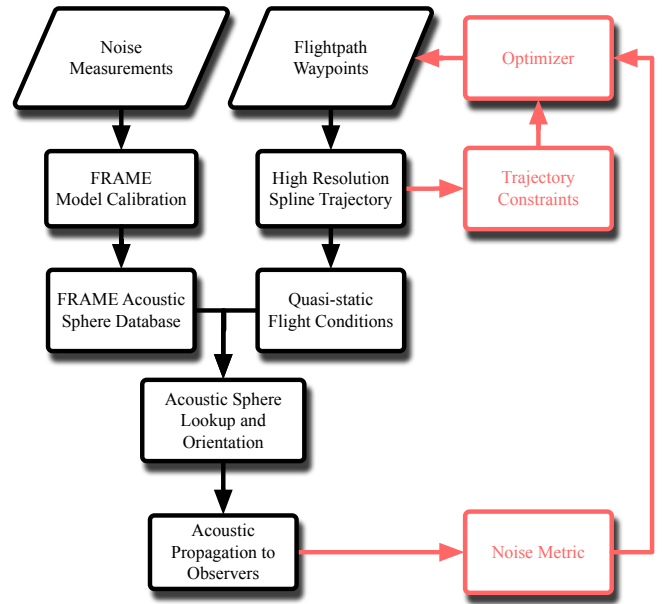 Noise
Measurements
Flightpath
Waypoints
Optimizer
FRAME
Model Calibration
High Resolution
Spline Trajectory
Trajectory
Constraints
FRAME Acoustic
Sphere Database
Quasi-static
Flight Conditions
Acoustic Sphere
Lookup and
Orientation
Acoustic
Propagation to
Observers
Noise Metric